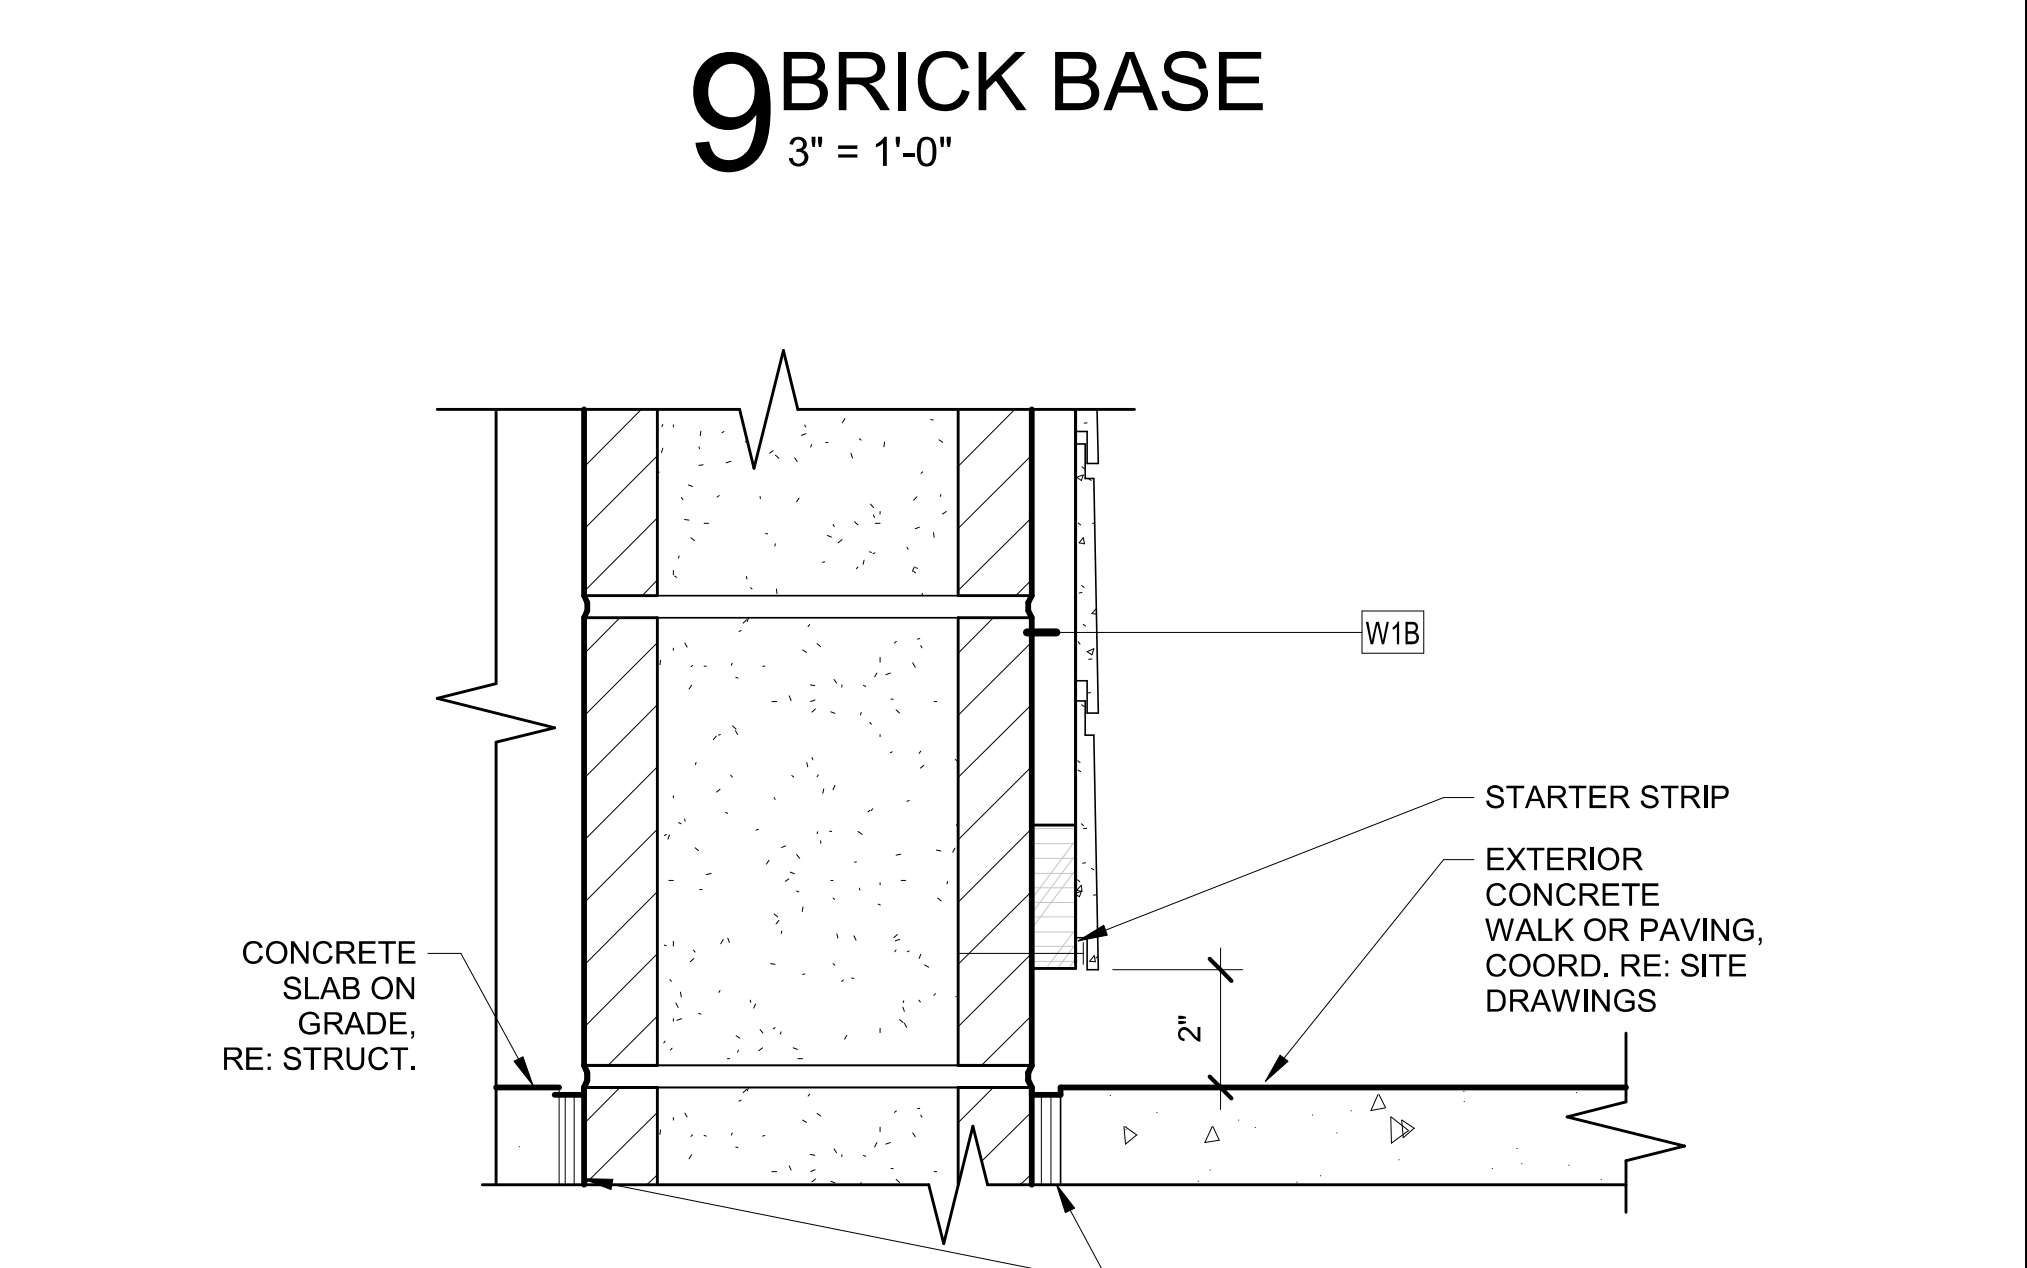 9 BRICK BASE
3" = 1'-0"
W1B
STARTER STRIP
EXTERIOR
CONCRETE
WALK OR PAVING,
COORD. RE: SITE
DRAWINGS
CONCRETE
SLAB ON
GRADE,
RE: STRUCT.
2"